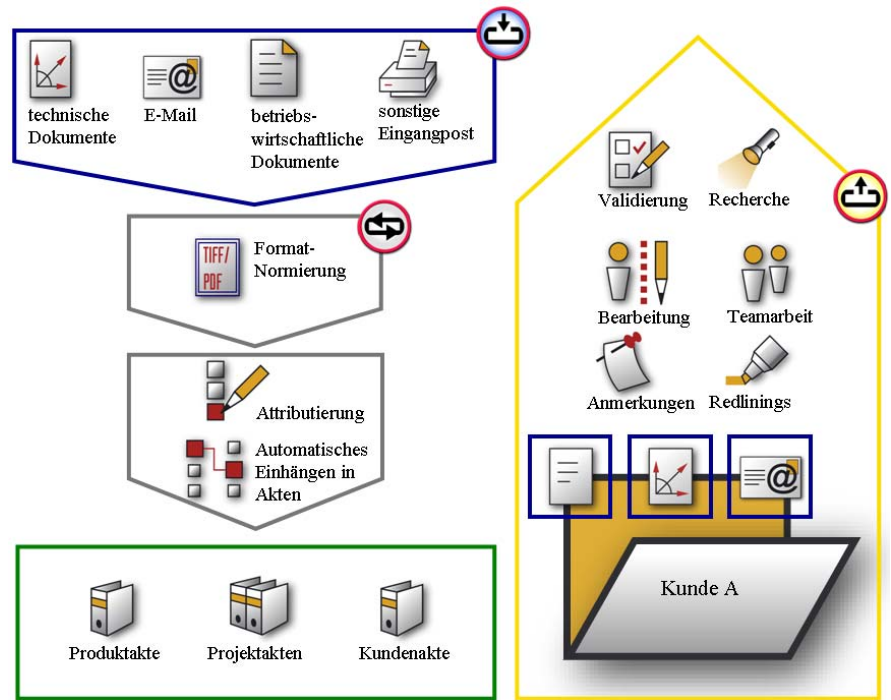 technische
Dokumente
E-Mail
betriebs-
wirtschaftliche
Dokumente
sonstige
Eingangpost
TIFF/
PDF
Format-
Normierung
Attributierung
Automatisches
Einhängen in
Akten
Produktakte
Projektakten
Kundenakte
Validierung
Recherche
Bearbeitung
Teamarbeit
Anmerkungen
Redlinings
Kunde A